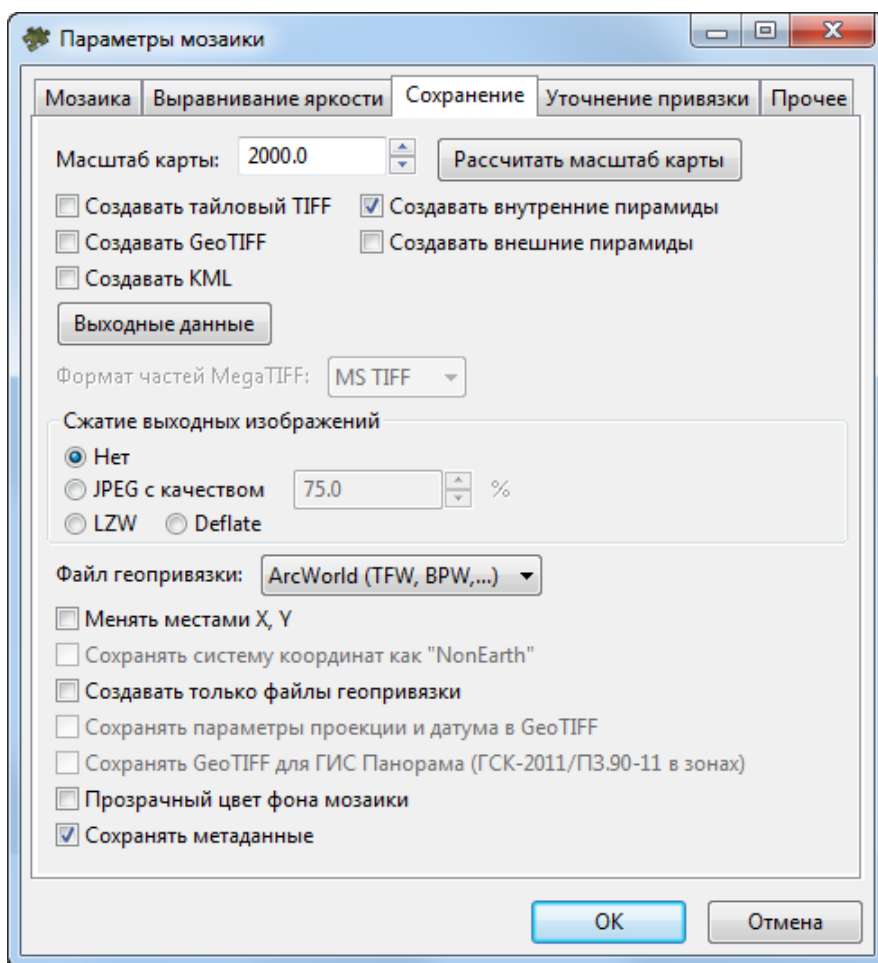 Параметры мозаики
Мозаика Выравнивание яркости Сохранение Уточнение привязки Прочее
Масштаб карты: 2000.0 Рассчитать масштаб карты
Создавать тайловый TIFF Создавать внутренние пирамиды
Создавать GeoTIFF Создавать внешние пирамиды
Создавать KML
Выходные данные
Формат частей MegaTIFF: MS TIFF
Сжатие выходных изображений
Нет
JPEG с качеством 75.0 %
LZW Deflate
Файл геопривязки: ArcWorld (TFW, BPW,...)
Менять местами X, Y
Сохранять систему координат как "NonEarth"
Создавать только файлы геопривязки
Сохранять параметры проекции и датума в GeoTIFF
Сохранять GeoTIFF для ГИС Панорама (ГСК-2011/ПЗ.90-11 в зонах)
Прозрачный цвет фона мозаики
Сохранять метаданные
OK Отмена